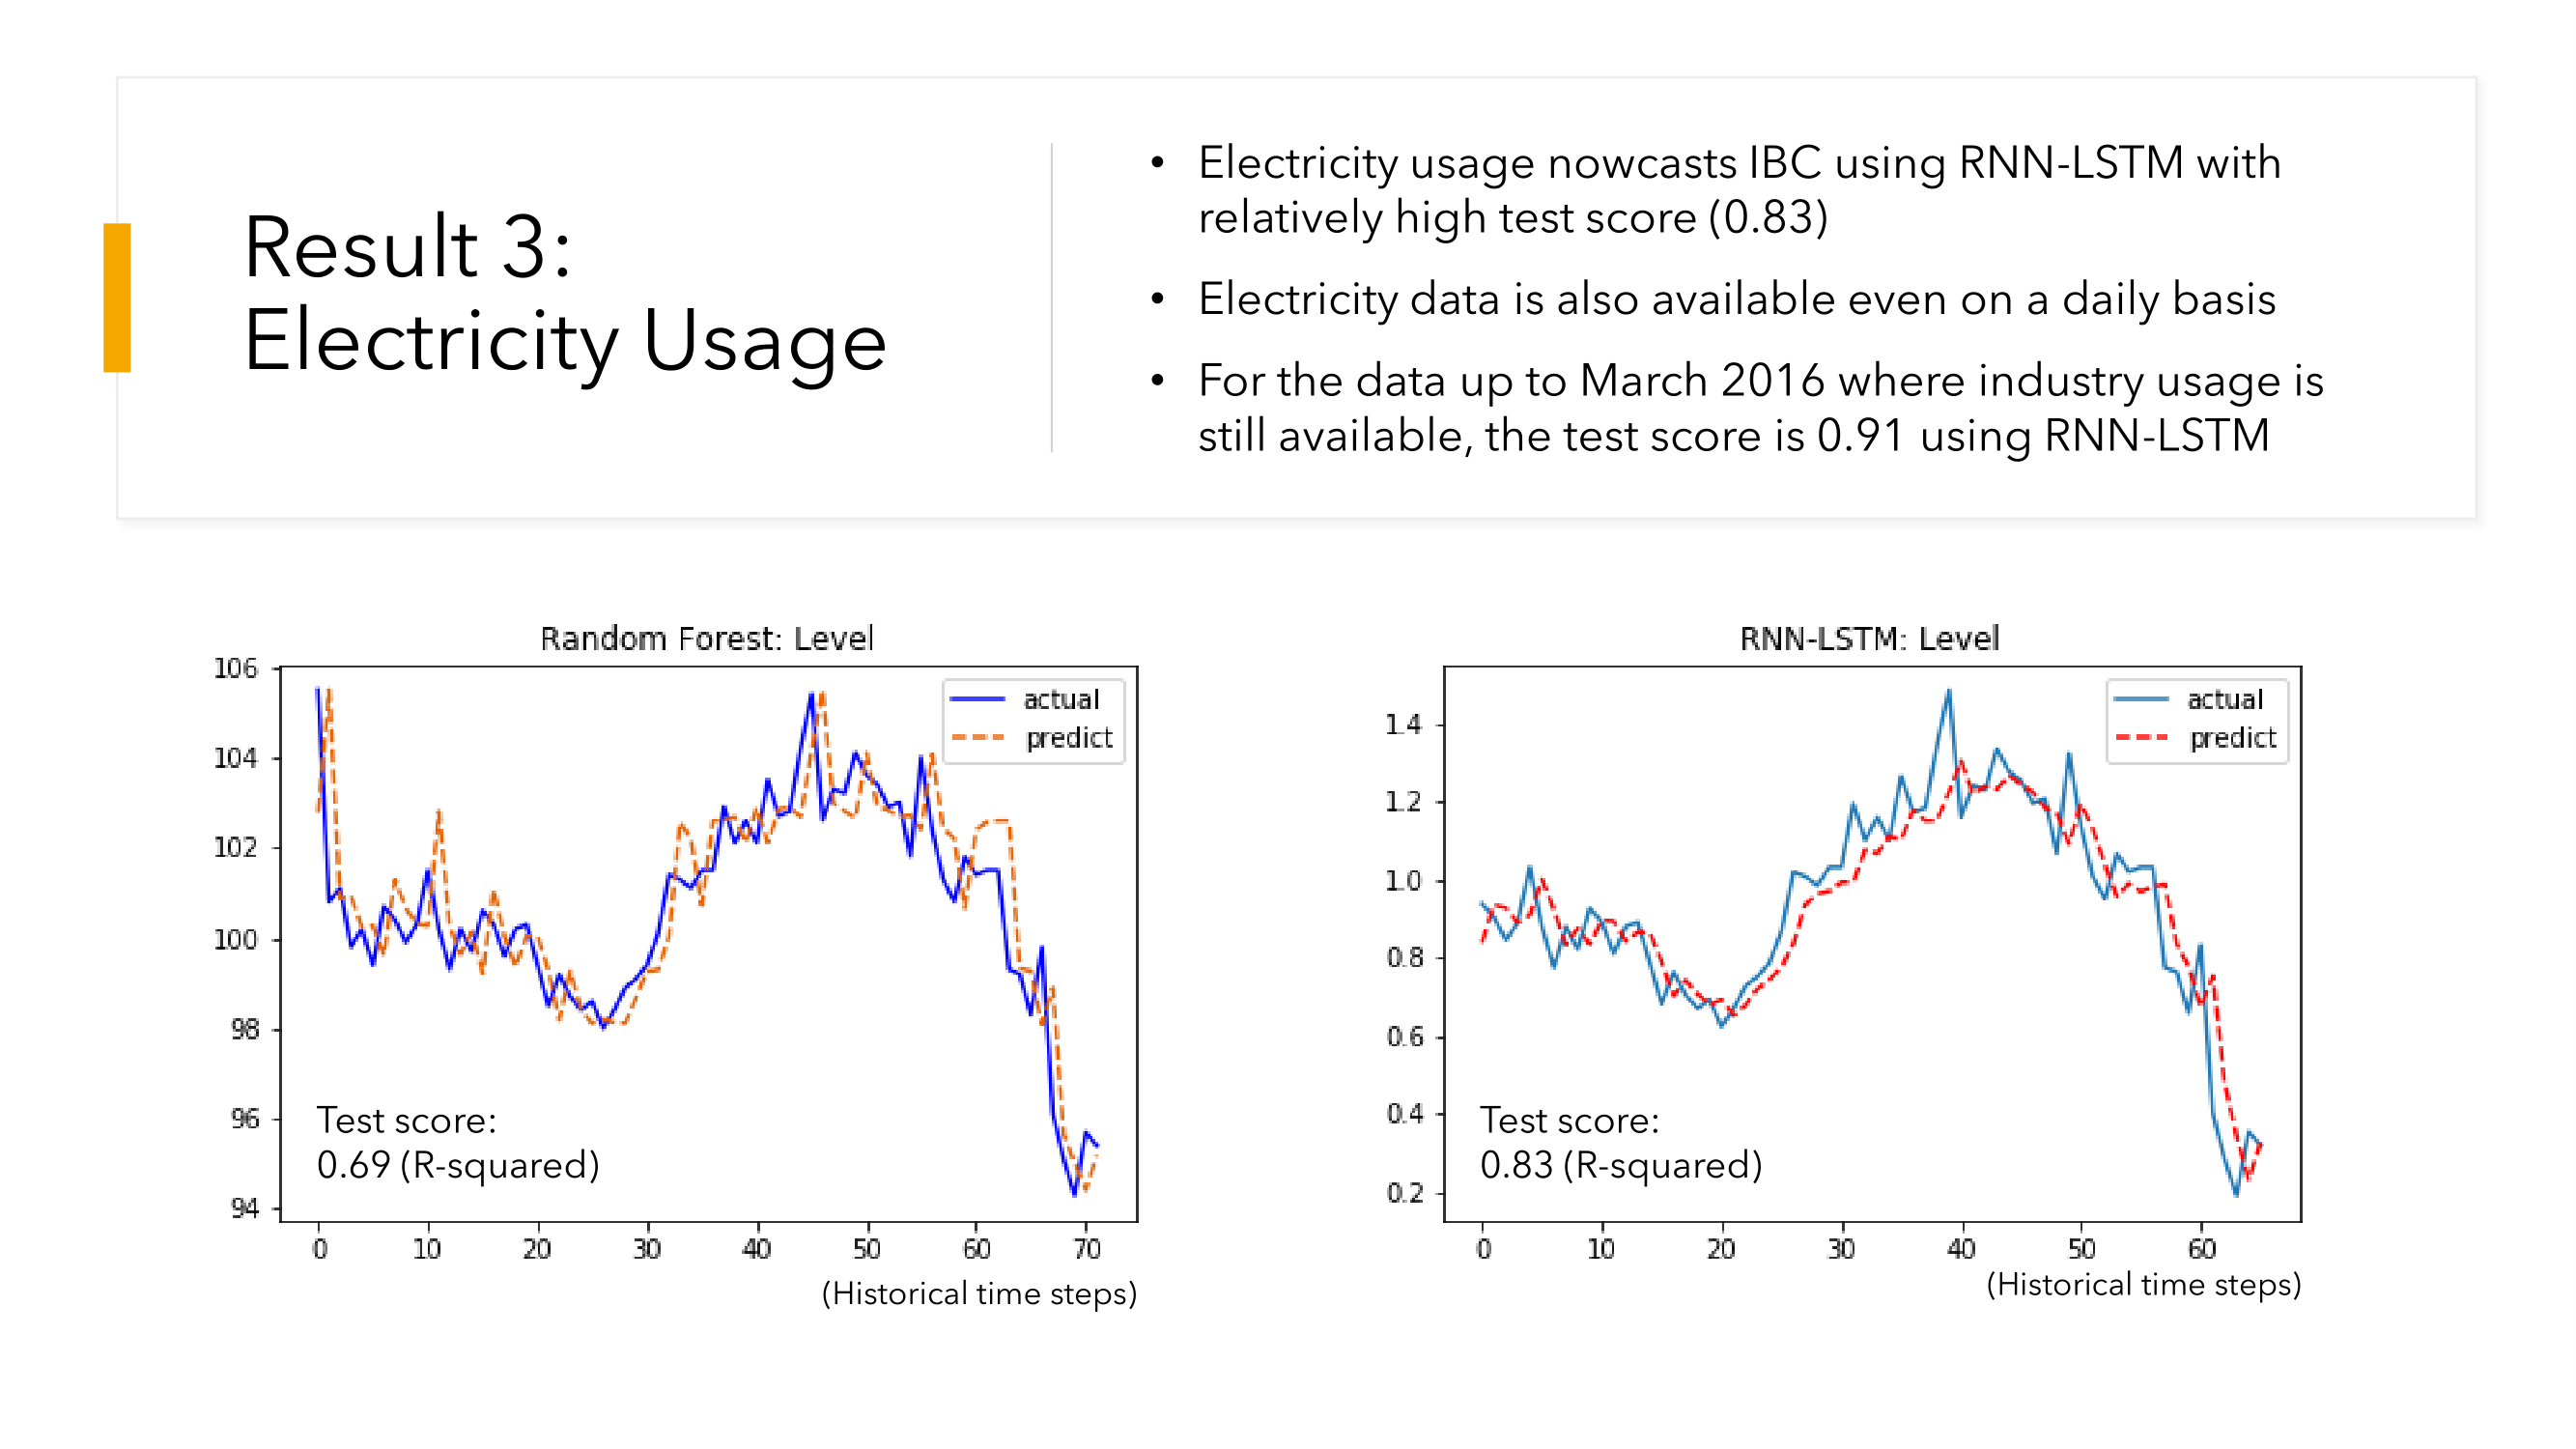 Result 3:
Electricity Usage
• Electricity usage nowcasts IBC using RNN-LSTM with
relatively high test score (0.83)
• Electricity data is also available even on a daily basis
• For the data up to March 2016 where industry usage is
still available, the test score is 0.91 using RNN-LSTM
Random Forest: Level
106
104
102
100
98
96
94
actual
predict
Test score:
0.69 (R-squared)
0 10 20 30 40 50 60 70
(Historical time steps)
RNN-LSTM: Level
1.4
1.2
1.0
0.8
0.6
0.4
0.2
actual
predict
Test score:
0.83 (R-squared)
0 10 20 30 40 50 60
(Historical time steps)